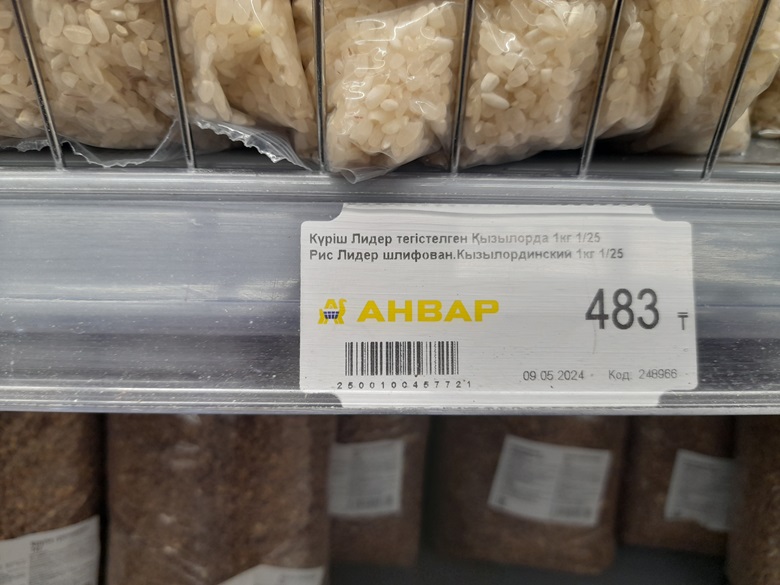 Күріш Лидер тегістелген Қызылорда 1кг 1/25
Рис Лидер шлифован.Кызылординский 1кг 1/25
АНВАР
483 ₸
2500100457721
09.05.2024 Код: 248966